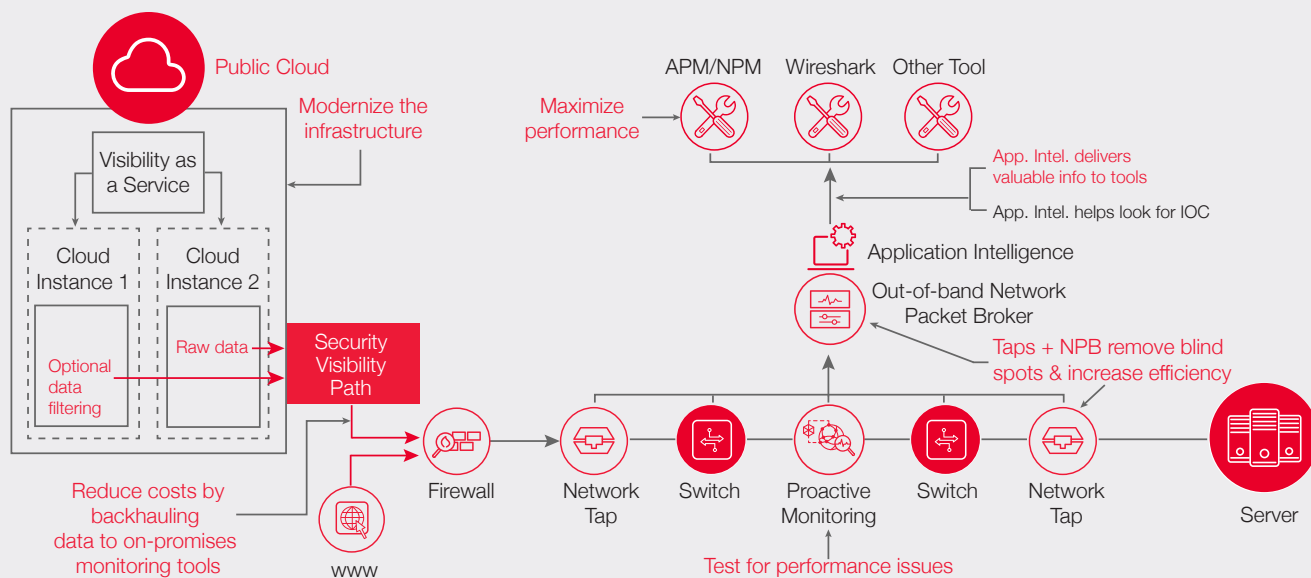 Public Cloud
Modernize the
infrastructure
Visibility as
a Service
Cloud
Instance 1
Cloud
Instance 2
Optional
data
filtering
Raw data
Security
Visibility
Path
Reduce costs by
backhauling
data to on-promises
monitoring tools
www
Firewall
APM/NPM
Wireshark
Other Tool
Maximize
performance
App. Intel. delivers
valuable info to tools
App. Intel. helps look for IOC
Application Intelligence
Out-of-band Network
Packet Broker
Taps + NPB remove blind
spots & increase efficiency
Network
Tap
Switch
Proactive
Monitoring
Switch
Network
Tap
Server
Test for performance issues